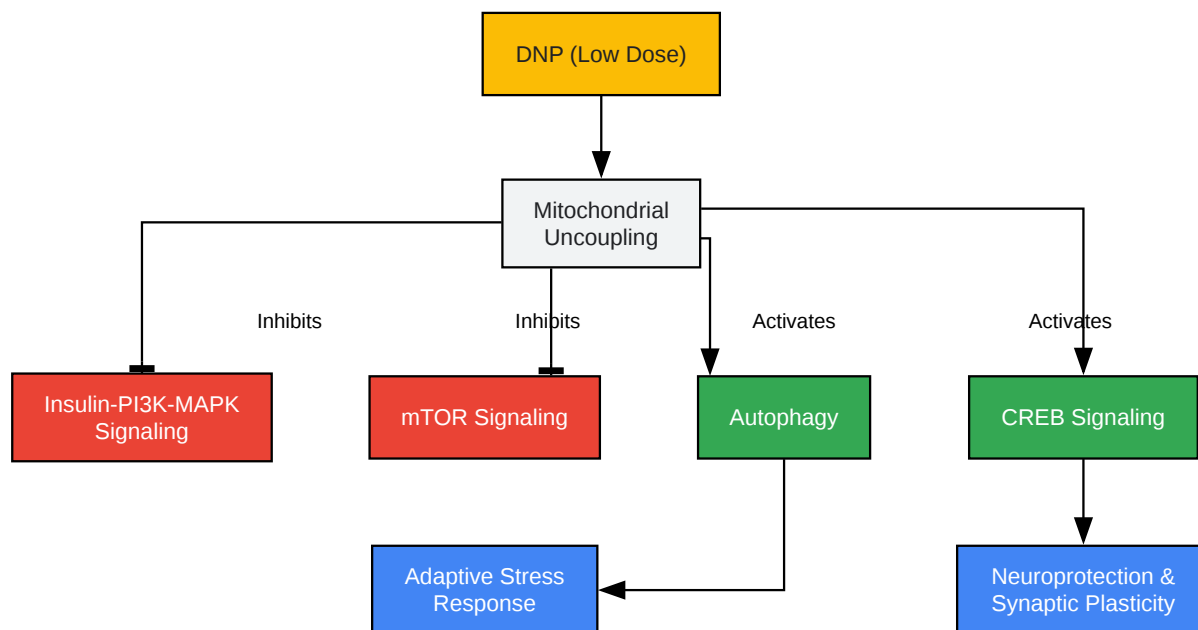 DNP (Low Dose)
Mitochondrial
Uncoupling
Inhibits
Inhibits
Activates
Activates
Insulin-PI3K-MAPK
Signaling
mTOR Signaling
Autophagy
CREB Signaling
Adaptive Stress
Response
Neuroprotection &
Synaptic Plasticity